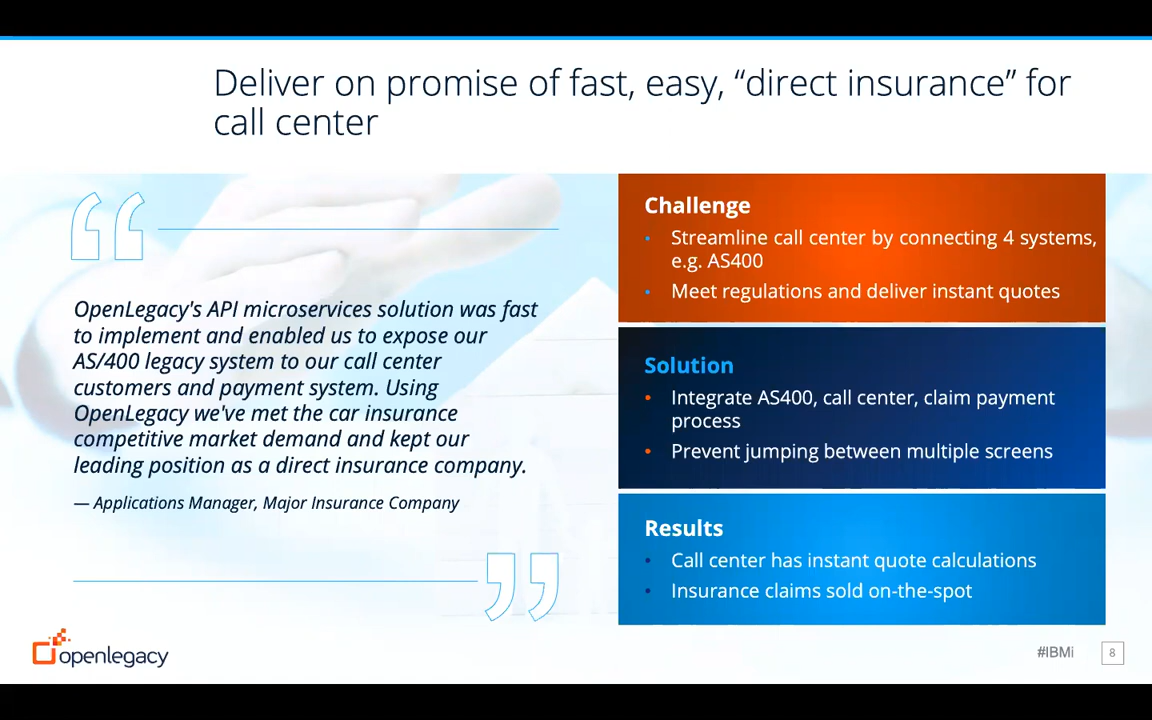 Deliver on promise of fast, easy, “direct insurance” for
call center
OpenLegacy's API microservices solution was fast
to implement and enabled us to expose our
AS/400 legacy system to our call center
customers and payment system. Using
OpenLegacy we've met the car insurance
competitive market demand and kept our
leading position as a direct insurance company.
— Applications Manager, Major Insurance Company
Challenge
Streamline call center by connecting 4 systems,
e.g. AS400
Meet regulations and deliver instant quotes
Solution
Integrate AS400, call center, claim payment
process
Prevent jumping between multiple screens
Results
Call center has instant quote calculations
Insurance claims sold on-the-spot
openlegacy
#IBMi 8